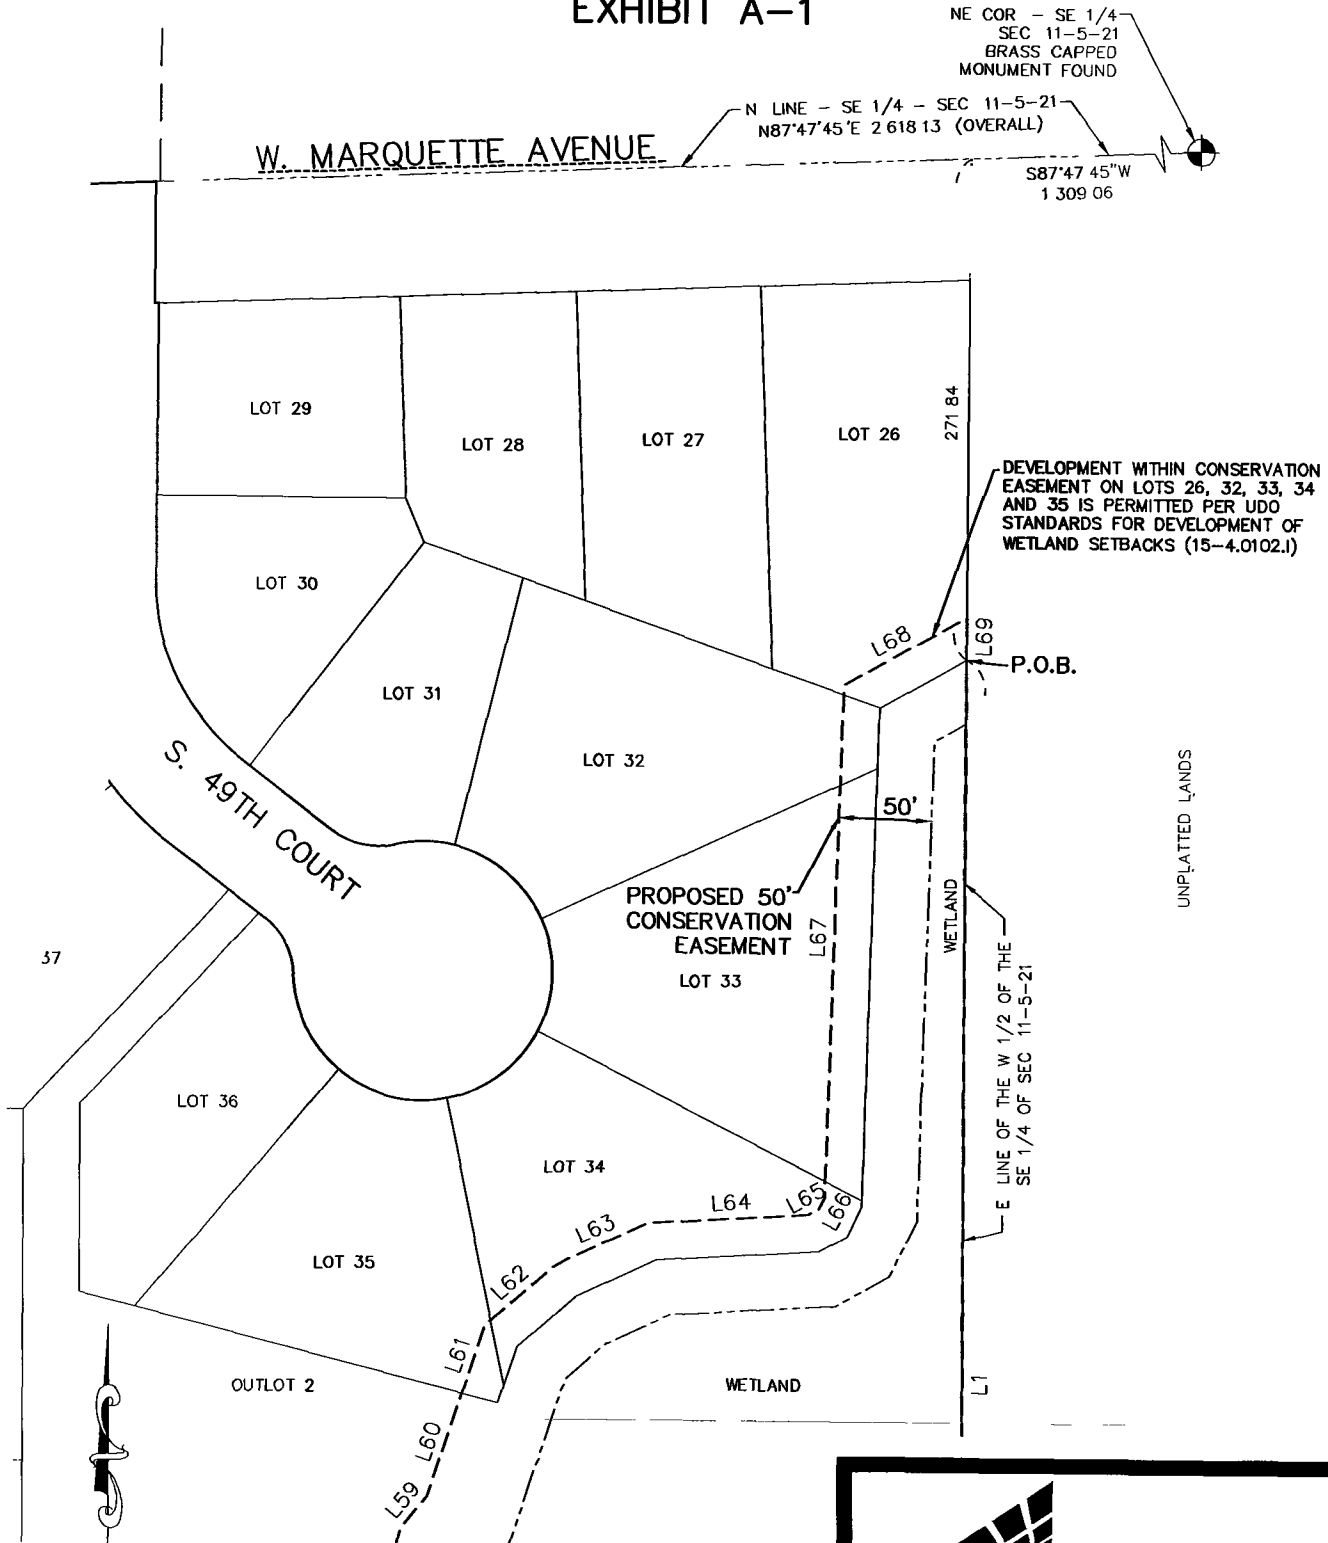 EXHIBIT A-1
NE COR - SE 1/4
SEC 11-5-21
BRASS CAPPED
MONUMENT FOUND
N LINE - SE 1/4 - SEC 11-5-21
N87°47'45"E 2 618 13 (OVERALL)
W. MARQUETTE AVENUE
S87°47 45"W
1 309 06
LOT 29
LOT 28
LOT 27
LOT 26
271 84
DEVELOPMENT WITHIN CONSERVATION
EASEMENT ON LOTS 26, 32, 33, 34
AND 35 IS PERMITTED PER UDO
STANDARDS FOR DEVELOPMENT OF
WETLAND SETBACKS (15-4.0102.I)
LOT 30
L68
L69
P.O.B.
LOT 31
LOT 32
S. 49TH COURT
50'
UNPLATTED LANDS
PROPOSED 50'
CONSERVATION
EASEMENT
L67
WETLAND
37
LOT 33
E LINE OF THE W 1/2 OF THE
SE 1/4 OF SEC 11-5-21
LOT 36
LOT 34
L64
L65
L66
L63
LOT 35
L62
L61
OUTLOT 2
WETLAND
L1
L60
L59